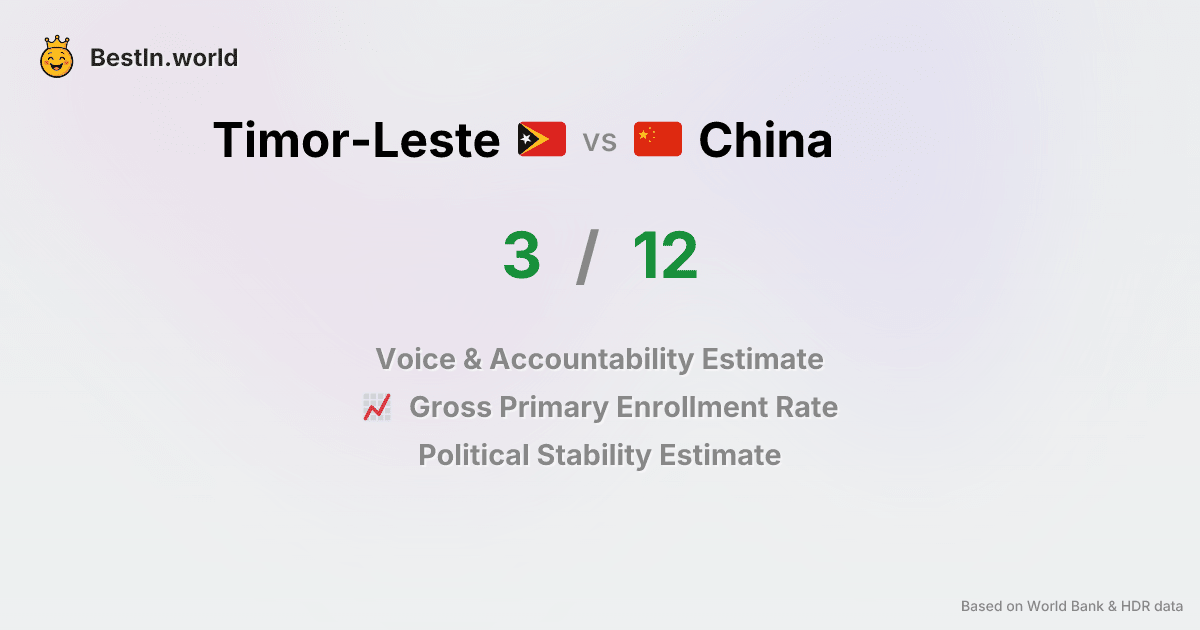 BestIn.world
Timor-Leste vs China
3 / 12
Voice & Accountability Estimate
Gross Primary Enrollment Rate
Political Stability Estimate
Based on World Bank & HDR data